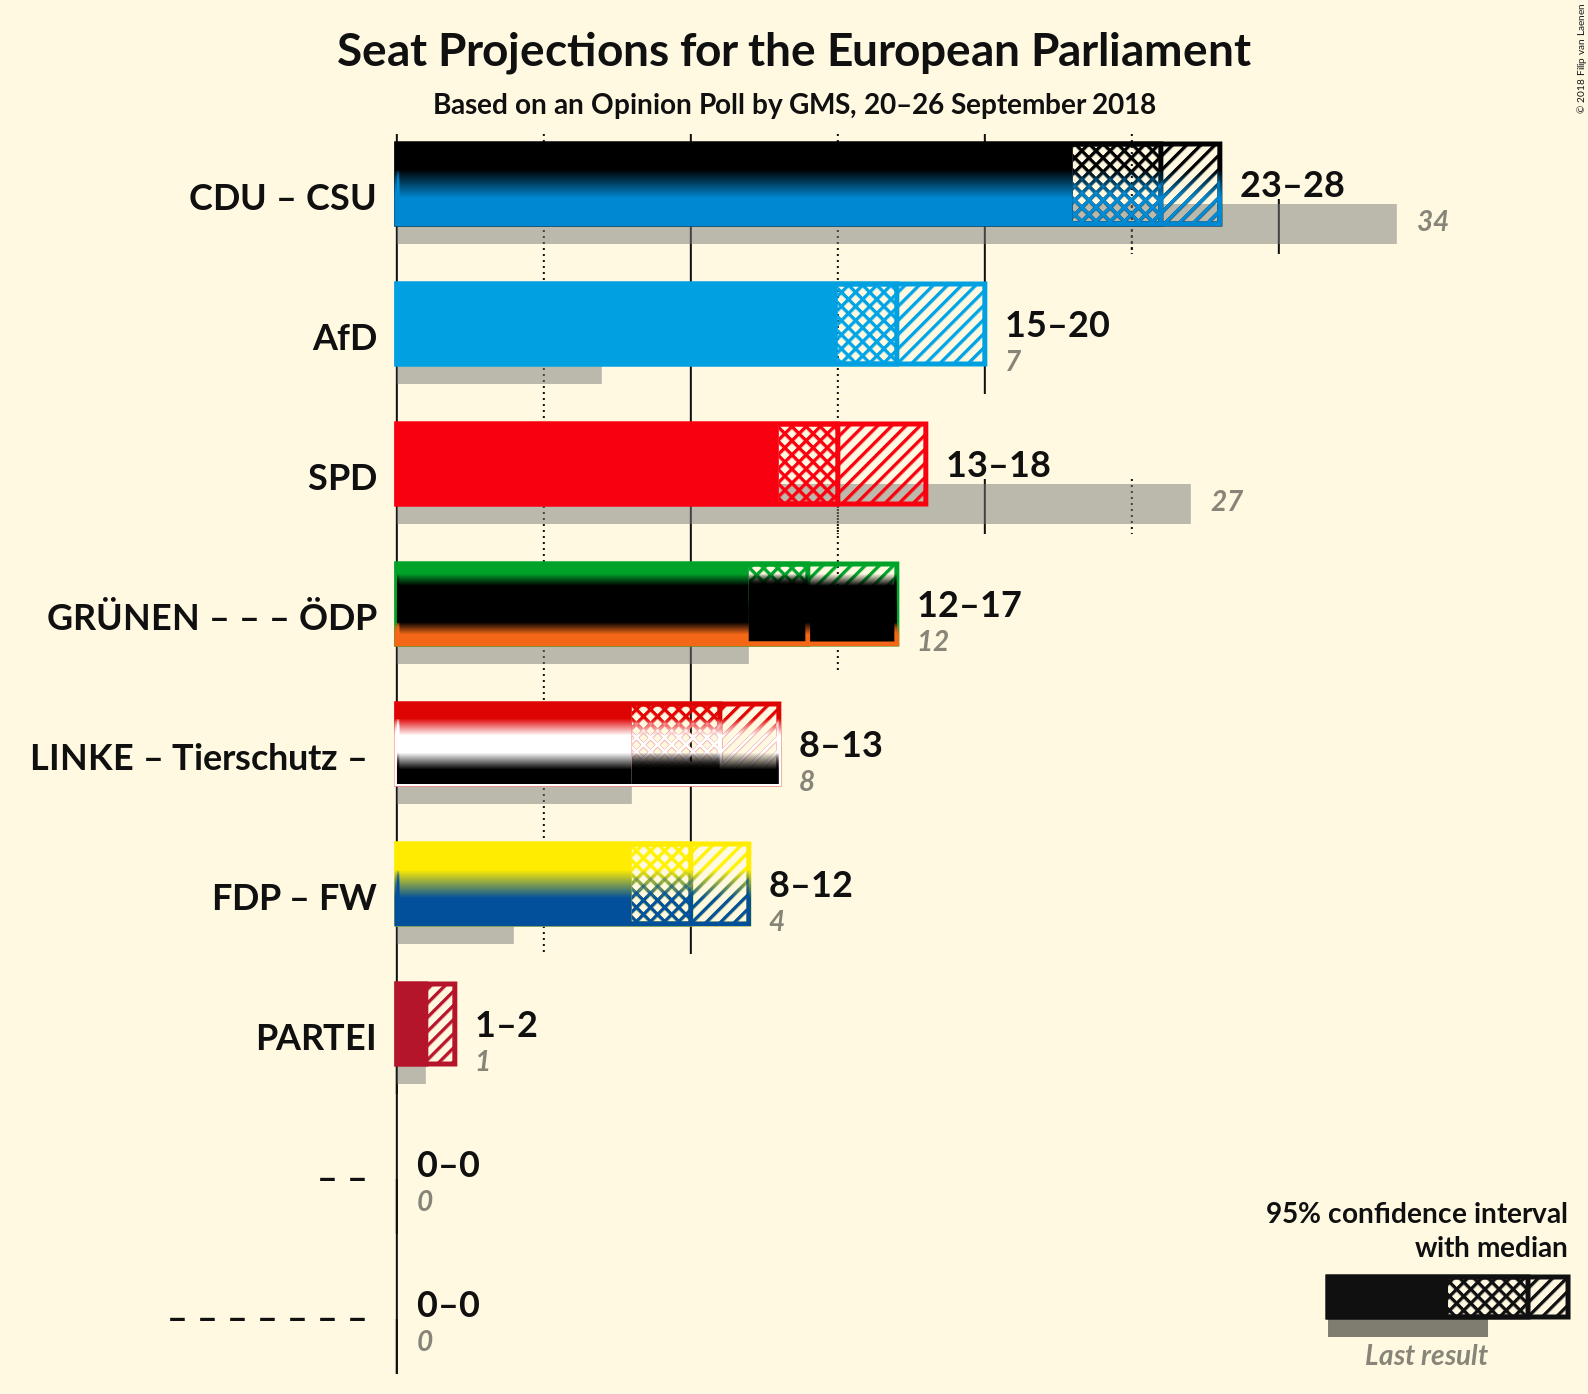 Seat Projections for the European Parliament
Based on an Opinion Poll by GMS, 20–26 September 2018
© 2018 Filip van Laenen
CDU – CSU
23–28
34
AfD
15–20
7
SPD
13–18
27
GRÜNEN – – – ÖDP
12–17
12
LINKE – Tierschutz –
8–13
8
FDP – FW
8–12
4
PARTEI
1–2
1
– –
0–0
0
– – – – – – –
0–0
0
95% confidence interval
with median
Last result